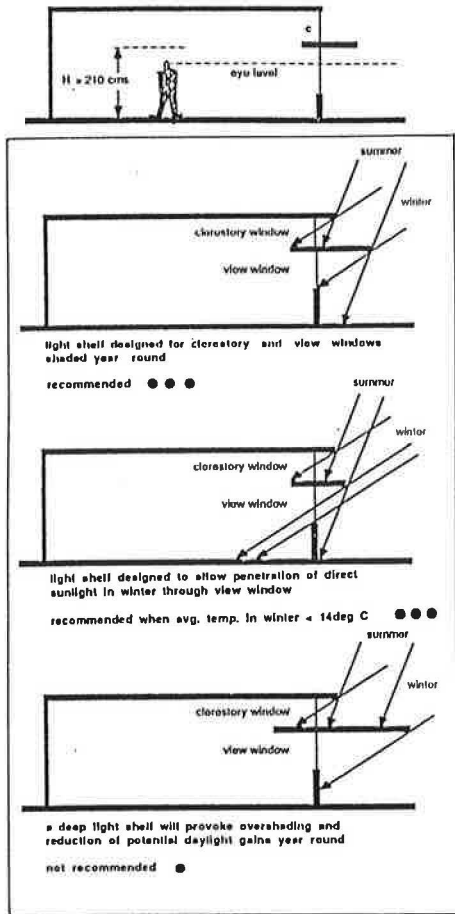 c
H = 210 cms
eye level
summer
winter
clerestory window
view window
light shelf designed for clerestory and view windows
shaded year round
recommended ● ● ●
summer
winter
clerestory window
view window
light shelf designed to allow penetration of direct
sunlight in winter through view window
recommended when avg. temp. in winter < 14deg C ● ● ●
summer
winter
clerestory window
view window
a deep light shelf will provoke overshading and
reduction of potential daylight gains year round
not recommended ●